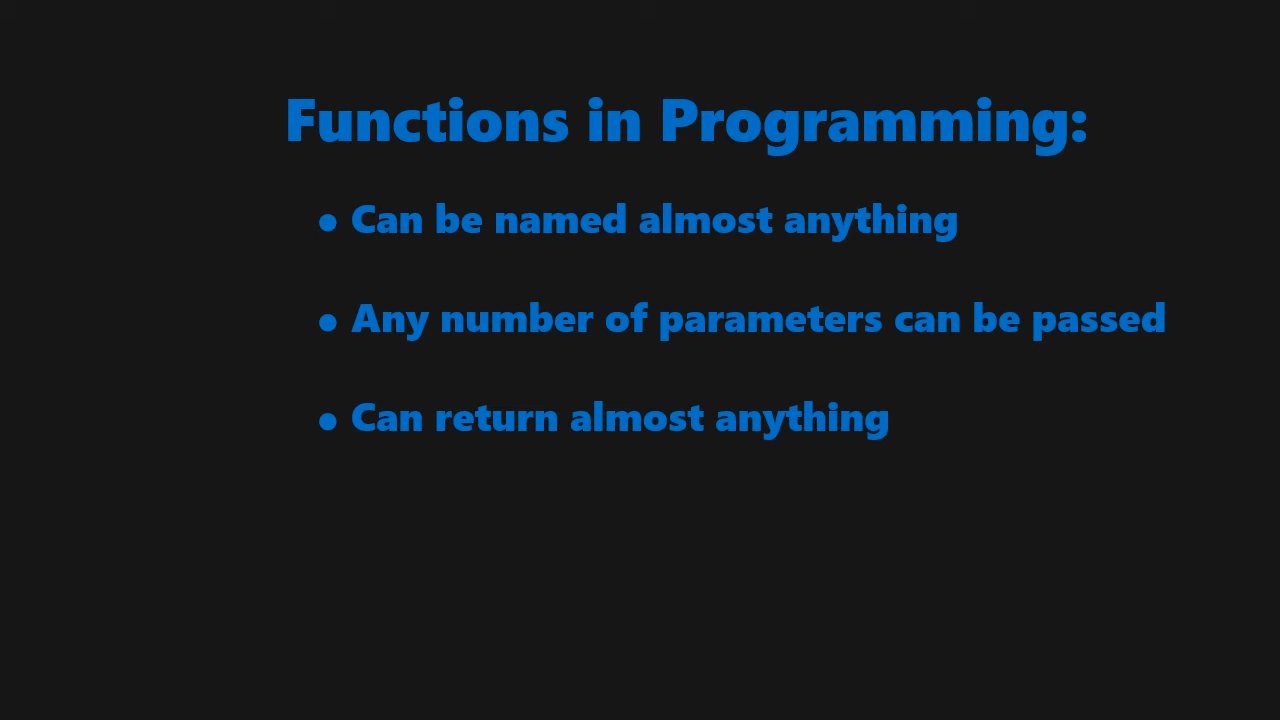 Functions in Programming:
• Can be named almost anything
• Any number of parameters can be passed
• Can return almost anything